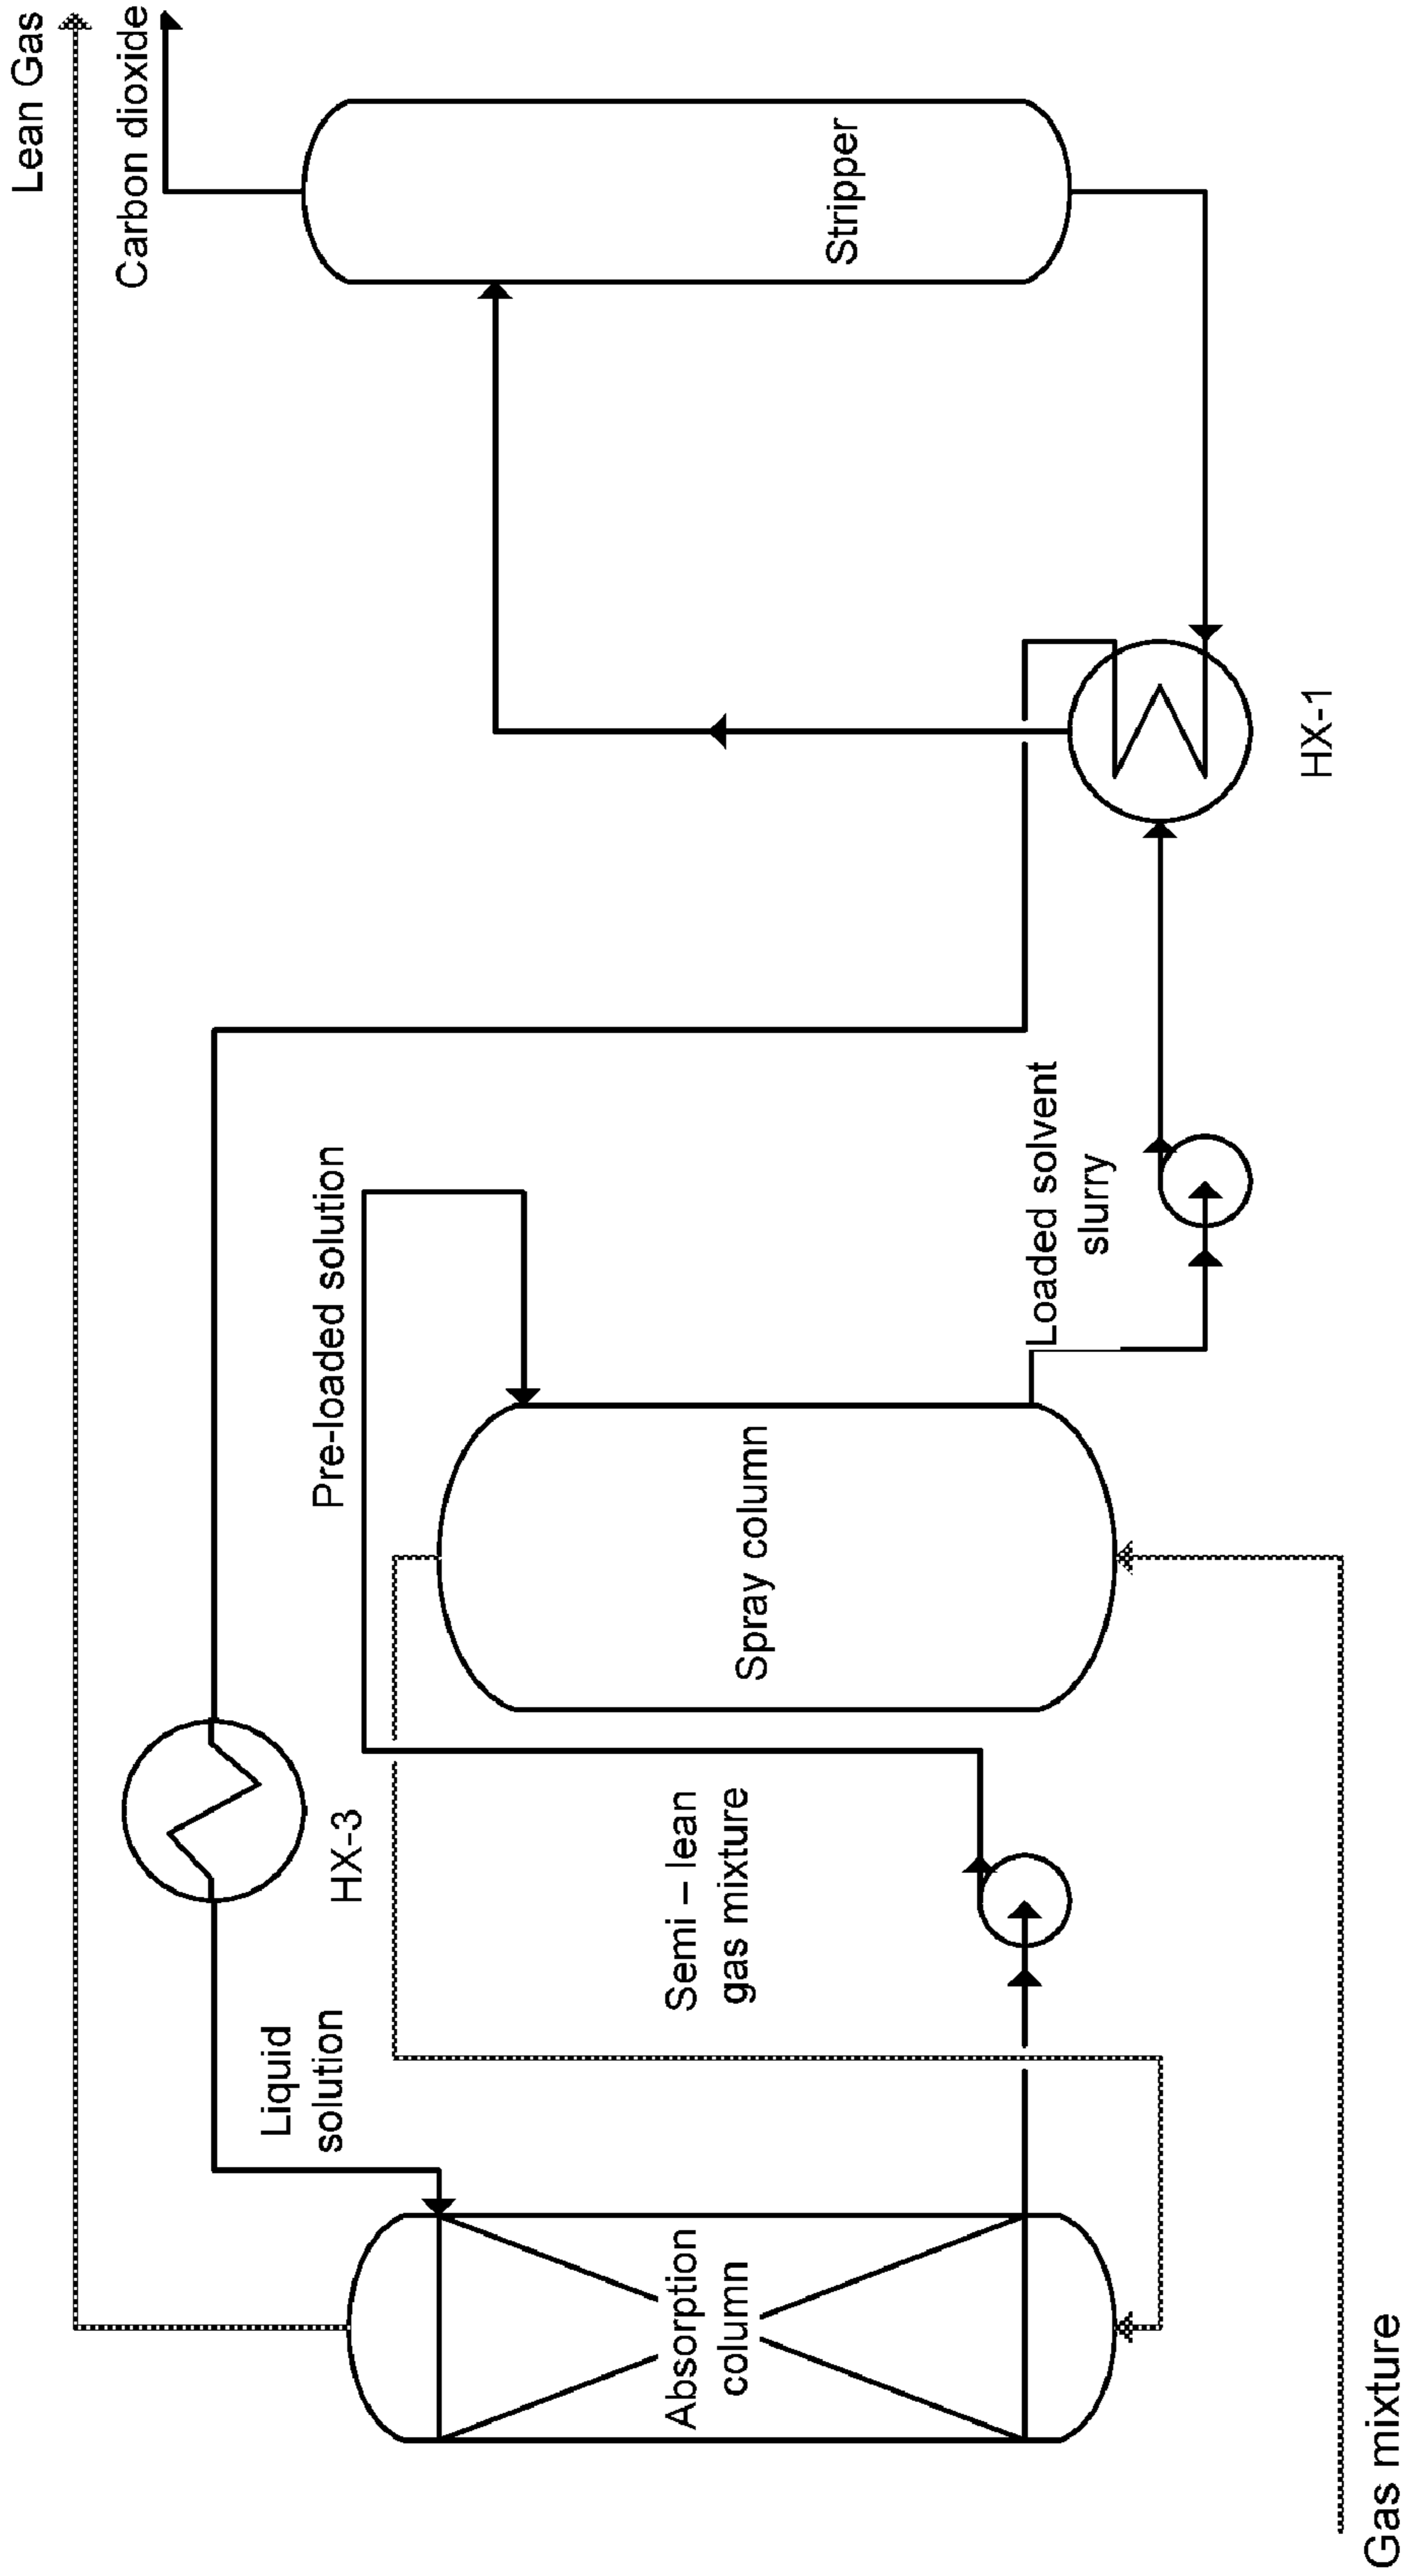 Lean Gas
Carbon dioxide
HX-3
Liquid
solution
Pre-loaded solution
Stripper
Semi – lean
gas mixture
Spray column
Absorption
column
Loaded solvent
slurry
HX-1
Gas mixture